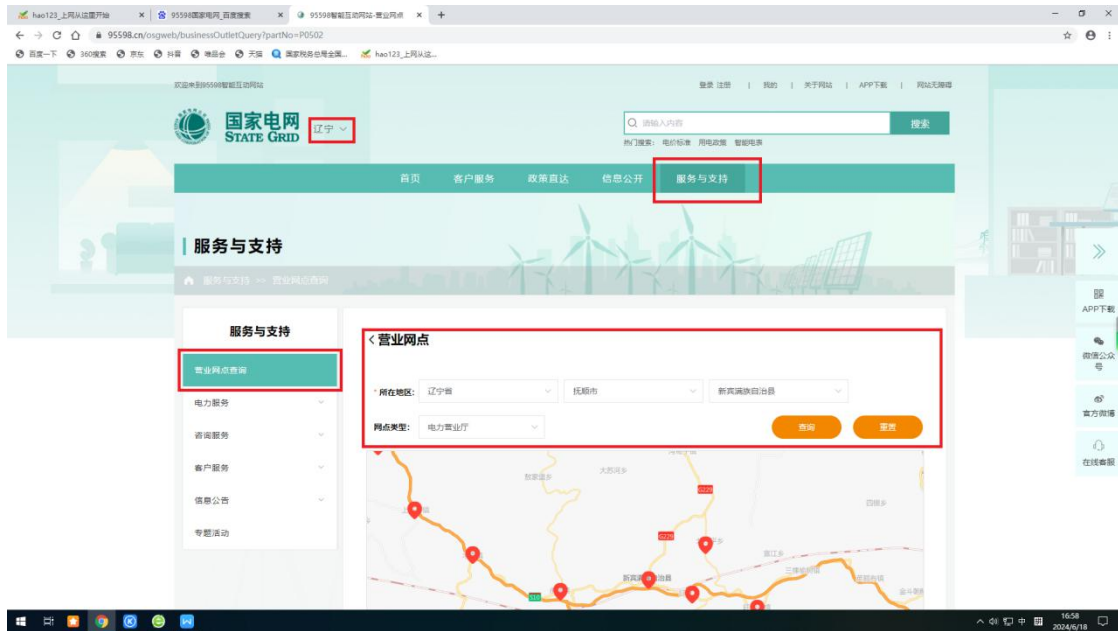 hao123_上网从这里开始 × 95598国家电网_百度搜索 × 95598智能互动网站-营业网点 × +
95598.cn/osgweb/businessOutletQuery?partNo=P0502
百度一下 360搜索 京东 抖音 唯品会 天猫 国家税务总局全国... hao123_上网从这...
欢迎来到95598智能互动网站 登录 注册 | 我的 | 关于网站 | APP下载 | 网站无障碍
国家电网
STATE GRID
辽宁
请输入内容 搜索
热门搜索: 电价标准 用电政策 智能电表
首页 客户服务 政策直达 信息公开 服务与支持
服务与支持
服务与支持 >> 营业网点查询
服务与支持
营业网点查询
电力服务
咨询服务
客户服务
信息公告
专题活动
<营业网点
* 所在地区: 辽宁省 抚顺市 新宾满族自治县
网点类型: 电力营业厅 查询 重置
大四平乡
G229
四棚乡
G229
新宾满族自治县
APP下载
微信公众号
官方微博
在线客服
中
16:58
2024/6/18